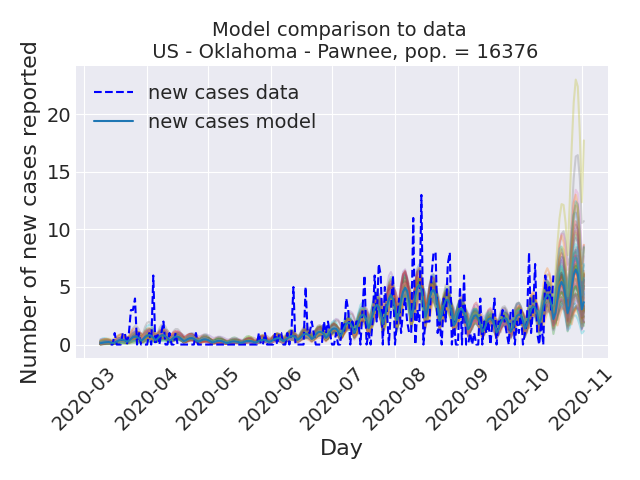 Model comparison to data
US - Oklahoma - Pawnee, pop. = 16376
Number of new cases reported
new cases data
new cases model
20
15
10
5
0
2020-03
2020-04
2020-05
2020-06
2020-07
2020-08
2020-09
2020-10
2020-11
Day